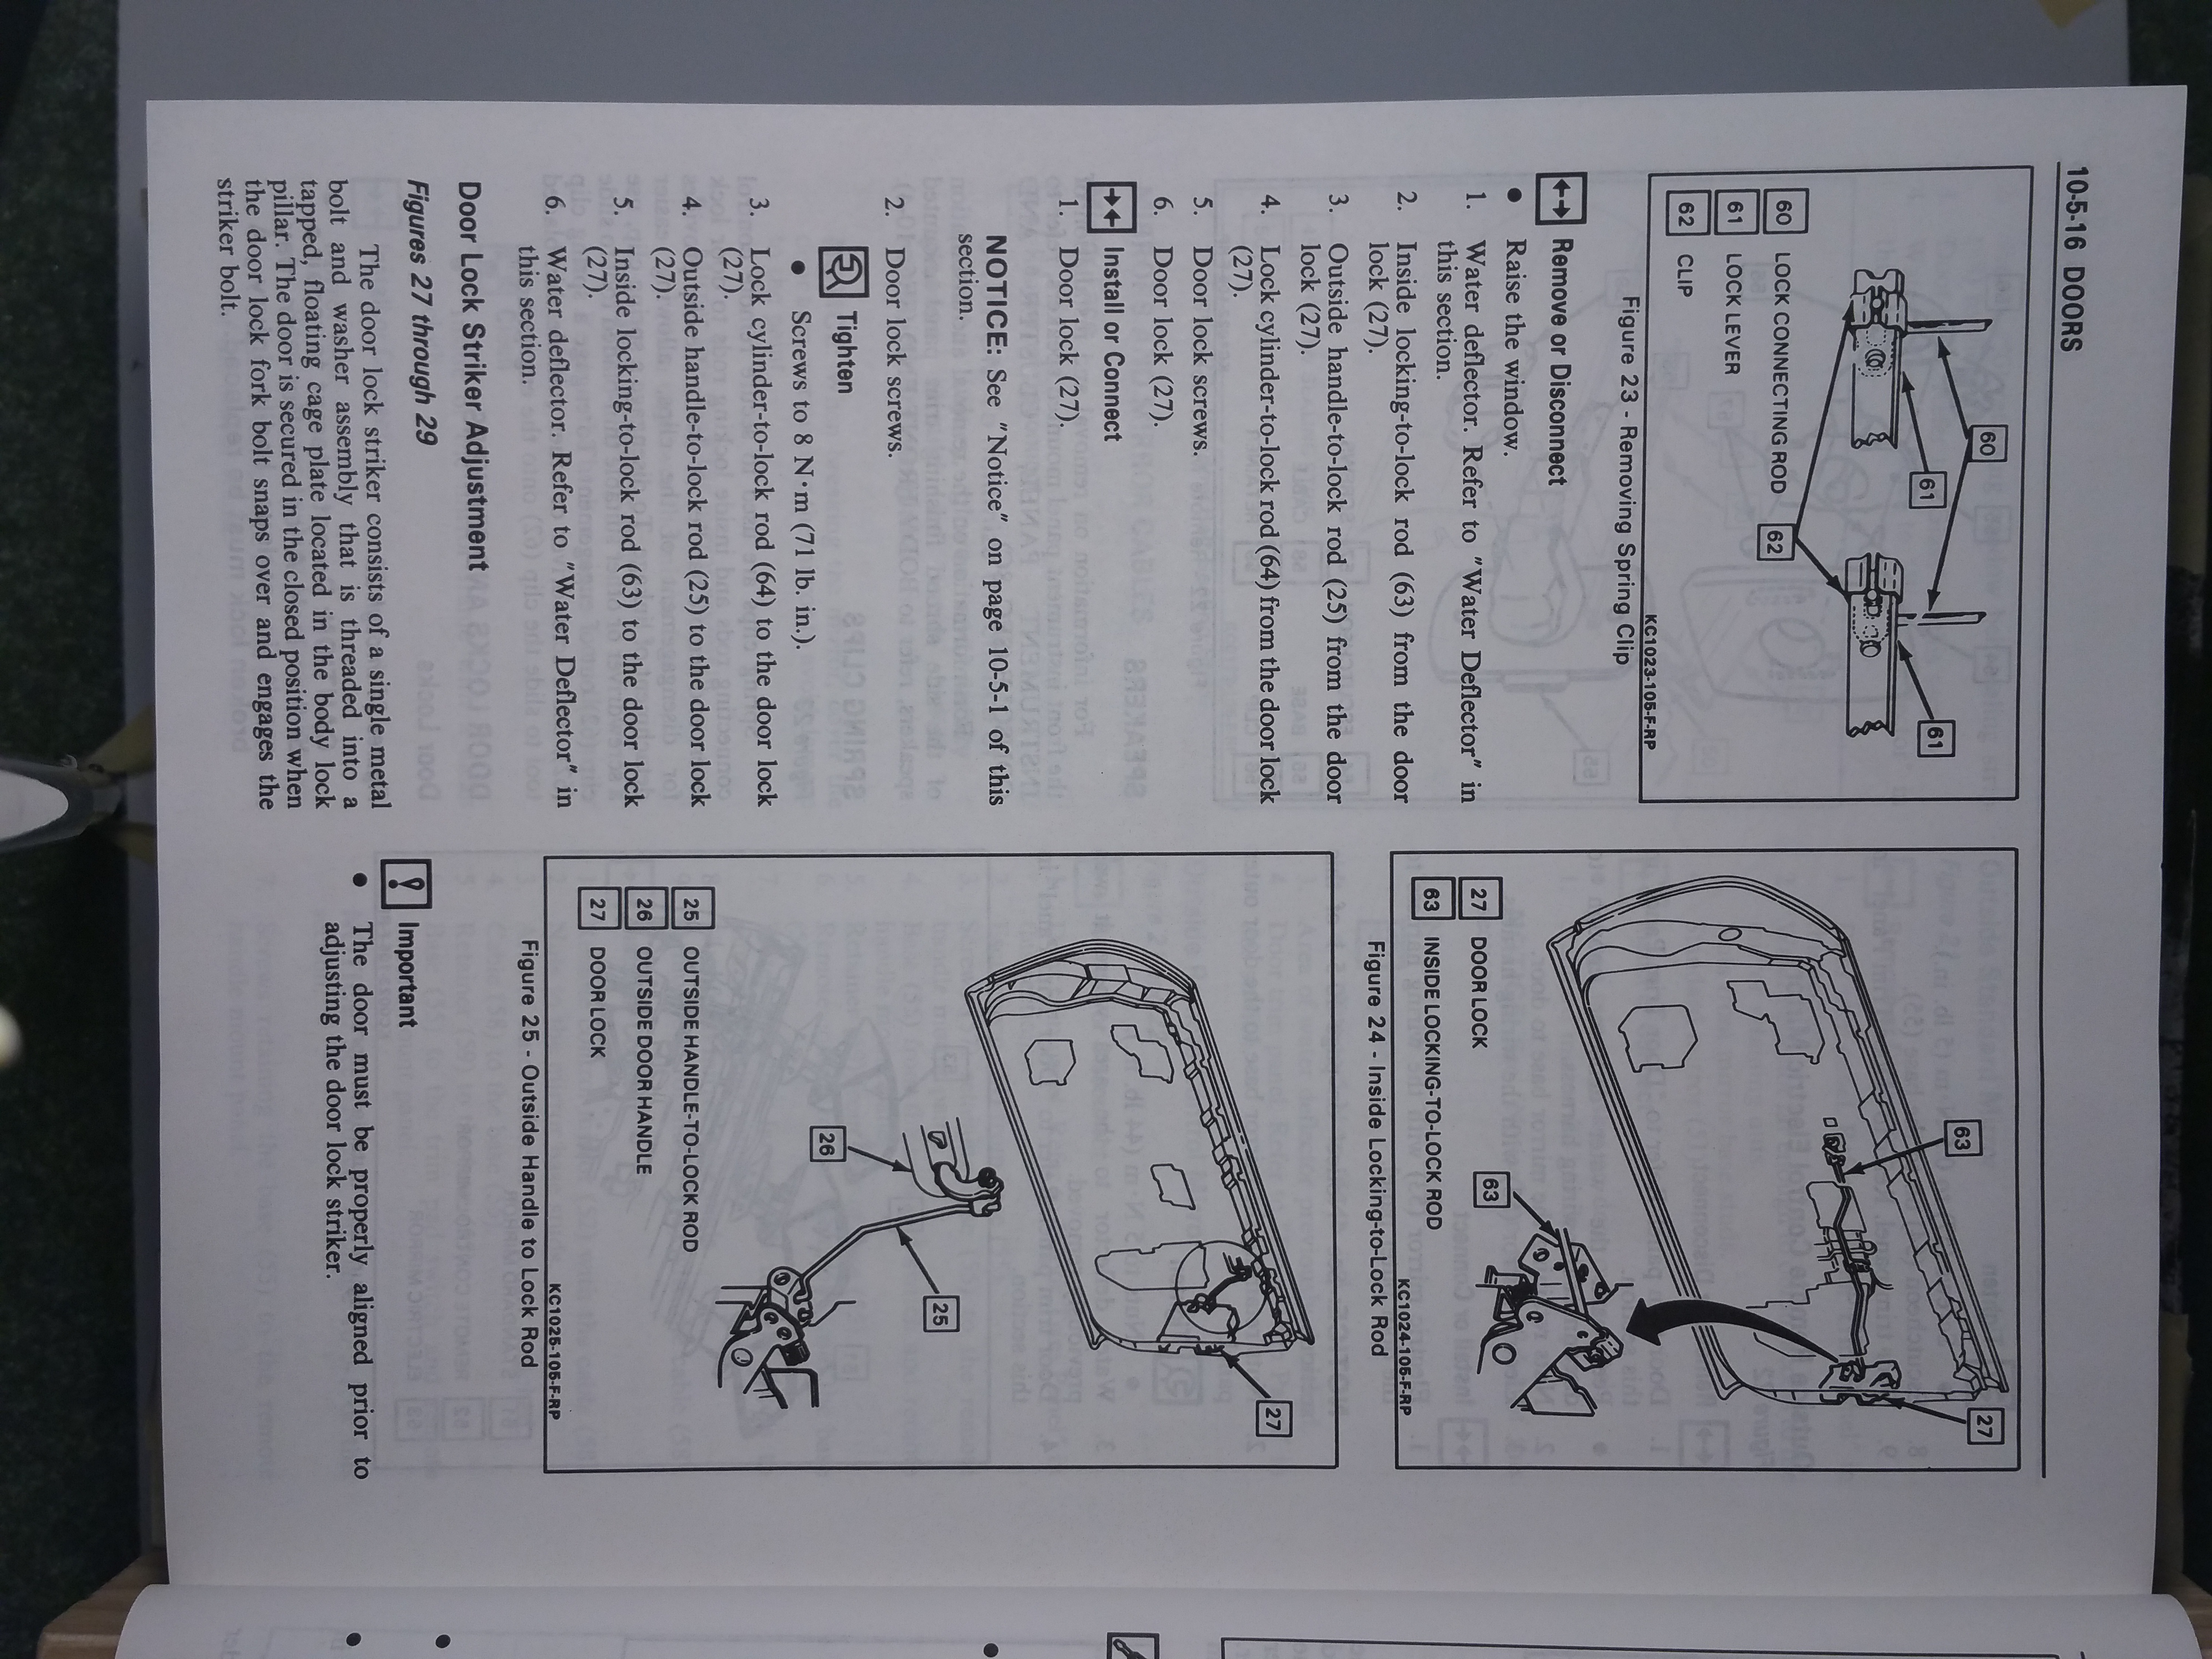 10-5-16 DOORS
60
61
62
61
60 LOCK CONNECTING ROD
61 LOCK LEVER
62 CLIP
KC1023-105-F-RP
Figure 23 - Removing Spring Clip
Remove or Disconnect
• Raise the window.
1. Water deflector. Refer to "Water Deflector" in
this section.
2. Inside locking-to-lock rod (63) from the door
lock (27).
3. Outside handle-to-lock rod (25) from the door
lock (27).
4. Lock cylinder-to-lock rod (64) from the door lock
(27).
5. Door lock screws.
6. Door lock (27).
Install or Connect
1. Door lock (27).
NOTICE: See "Notice" on page 10-5-1 of this
section.
2. Door lock screws.
Tighten
• Screws to 8 N·m (71 lb. in.).
3. Lock cylinder-to-lock rod (64) to the door lock
(27).
4. Outside handle-to-lock rod (25) to the door lock
(27).
5. Inside locking-to-lock rod (63) to the door lock
(27).
6. Water deflector. Refer to "Water Deflector" in
this section.
Door Lock Striker Adjustment
Figures 27 through 29
The door lock striker consists of a single metal
bolt and washer assembly that is threaded into a
tapped, floating cage plate located in the body lock
pillar. The door is secured in the closed position when
the door lock fork bolt snaps over and engages the
striker bolt.
63
27
63
27 DOOR LOCK
63 INSIDE LOCKING-TO-LOCK ROD
KC1024-105-F-RP
Figure 24 - Inside Locking-to-Lock Rod
27
25
26
25 OUTSIDE HANDLE-TO-LOCK ROD
26 OUTSIDE DOOR HANDLE
27 DOOR LOCK
KC1025-105-F-RP
Figure 25 - Outside Handle to Lock Rod
Important
• The door must be properly aligned prior to
adjusting the door lock striker.